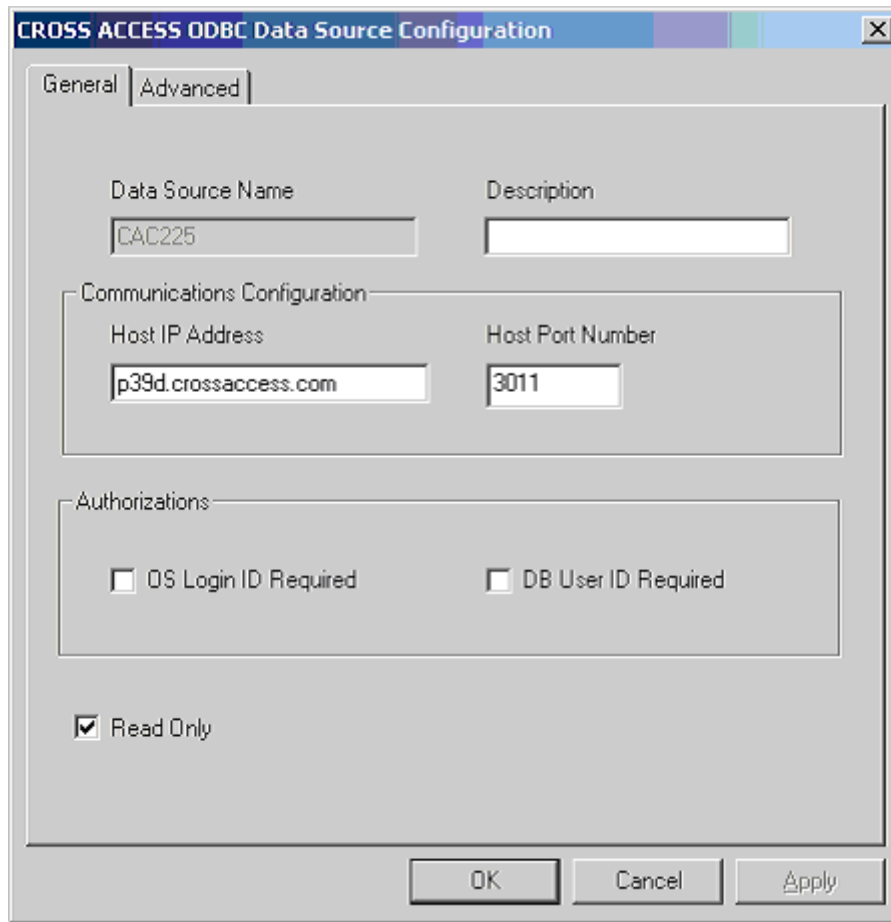 CROSS ACCESS ODBC Data Source Configuration
General Advanced
Data Source Name Description
CAC225
Communications Configuration
Host IP Address Host Port Number
p39d.crossaccess.com 3011
Authorizations
OS Login ID Required DB User ID Required
Read Only
OK Cancel Apply